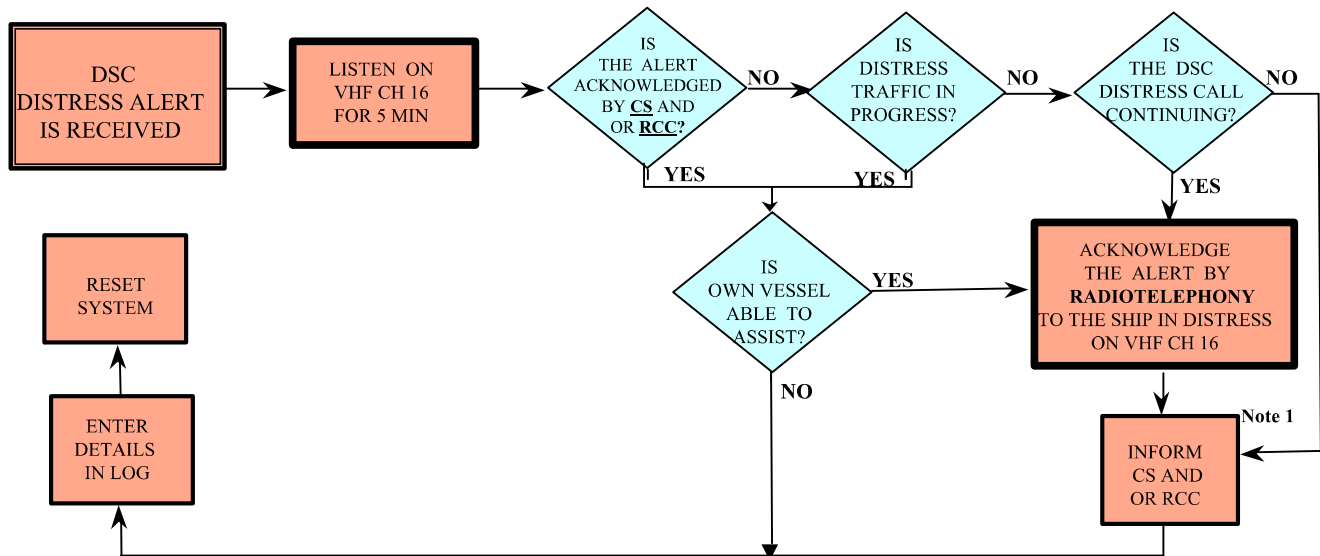 DSC
DISTRESS ALERT
IS RECEIVED
LISTEN ON
VHF CH 16
FOR 5 MIN
IS
THE ALERT
ACKNOWLEDGED
BY CS AND
OR RCC?
NO
YES
IS
DISTRESS
TRAFFIC IN
PROGRESS?
NO
YES
IS
THE DSC
DISTRESS CALL
CONTINUING?
NO
YES
IS
OWN VESSEL
ABLE TO
ASSIST?
YES
NO
ACKNOWLEDGE
THE ALERT BY
RADIOTELEPHONY
TO THE SHIP IN DISTRESS
ON VHF CH 16
Note 1
INFORM
CS AND
OR RCC
ENTER
DETAILS
IN LOG
RESET
SYSTEM